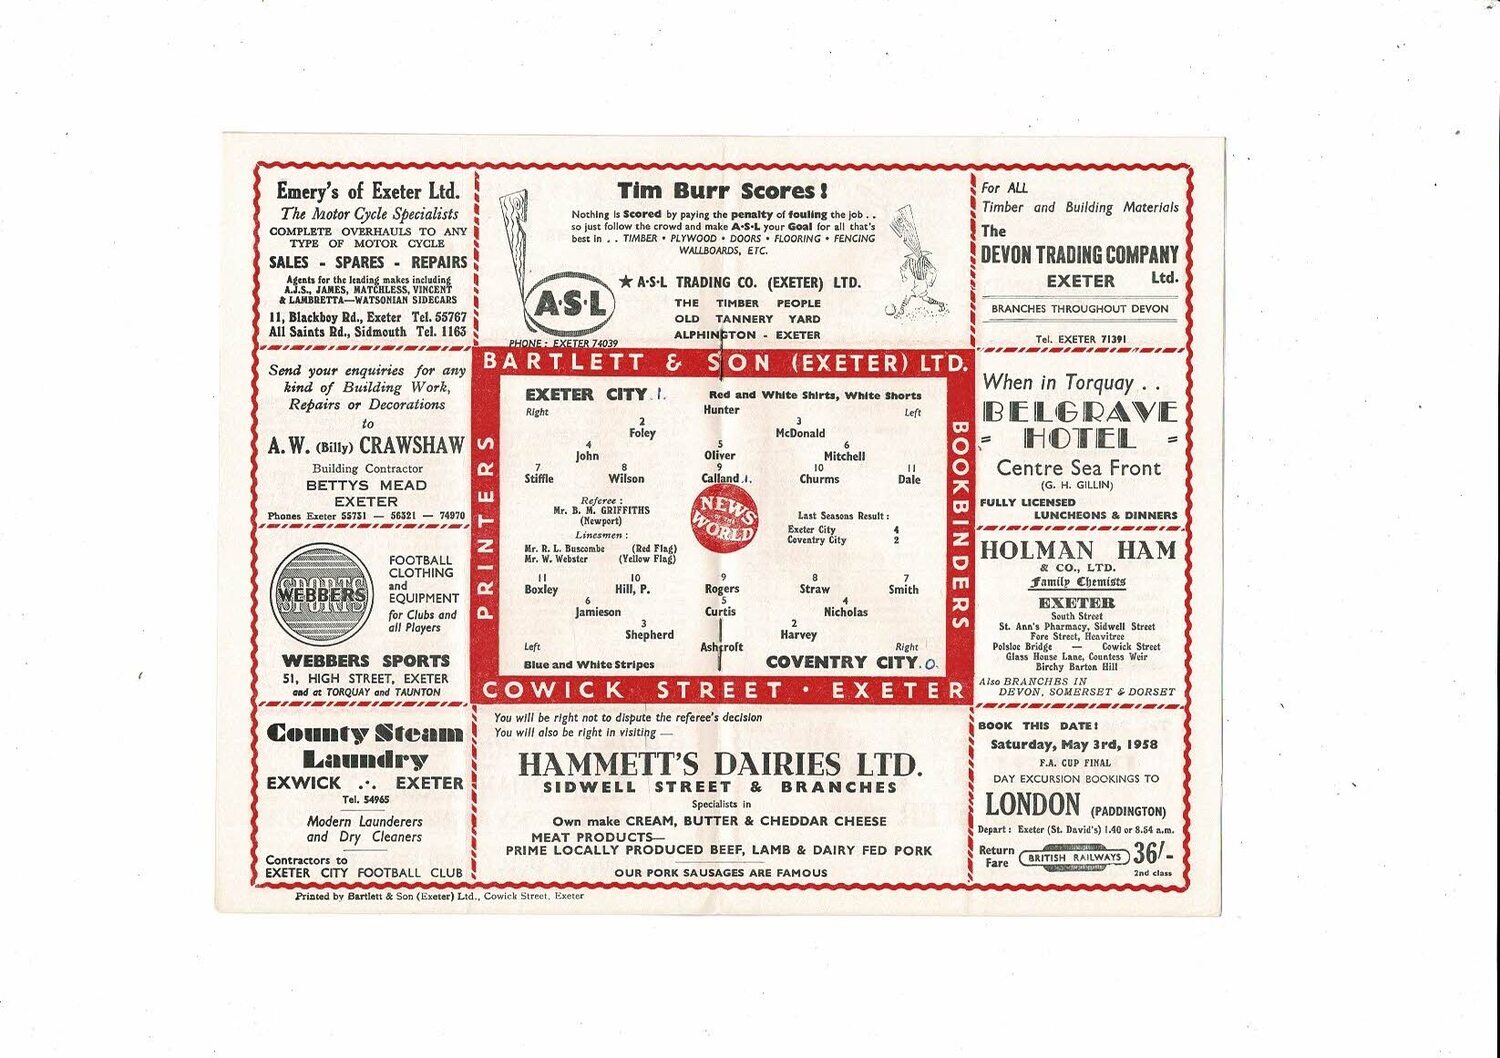 Emery's of Exeter Ltd.
The Motor Cycle Specialists
COMPLETE OVERHAULS TO ANY
TYPE OF MOTOR CYCLE
SALES - SPARES - REPAIRS
Agents for the leading makes including
A.J.S., JAMES, MATCHLESS, VINCENT
& LAMBRETTA—WATSONIAN SIDECARS
11, Blackboy Rd., Exeter Tel. 55767
All Saints Rd., Sidmouth Tel. 1163
Tim Burr Scores!
Nothing is Scored by paying the penalty of fouling the job . .
so just follow the crowd and make A·S·L your Goal for all that's
best in . . TIMBER • PLYWOOD • DOORS • FLOORING • FENCING
WALLBOARDS, ETC.
A·S·L
★ A·S·L TRADING CO. (EXETER) LTD.
THE TIMBER PEOPLE
OLD TANNERY YARD
ALPHINGTON - EXETER
PHONE: EXETER 74039
For ALL
Timber and Building Materials
The
DEVON TRADING COMPANY
EXETER Ltd.
BRANCHES THROUGHOUT DEVON
Tel. EXETER 71391
Send your enquiries for any
kind of Building Work,
Repairs or Decorations
to
A.W. (Billy) CRAWSHAW
Building Contractor
BETTYS MEAD
EXETER
Phones Exeter 55731 — 56321 — 74970
BARTLETT & SON (EXETER) LTD.
PRINTERS
BOOKBINDERS
EXETER CITY 1. Red and White Shirts, White Shorts
Right Hunter Left
2 3
Foley McDonald
4 5 6
John Oliver Mitchell
7 8 9 10 11
Stiffle Wilson Calland .1. Churms Dale
Referee :
Mr. B. M. GRIFFITHS
(Newport)
Linesmen :
Mr. R. L. Buscombe (Red Flag)
Mr. W. Webster (Yellow Flag)
NEWS
OF THE
WORLD
Last Seasons Result :
Exeter City 4
Coventry City 2
11 10 9 8 7
Boxley Hill, P. Rogers Straw Smith
6 5 4
Jamieson Curtis Nicholas
3 2
Shepherd Harvey
Left Ashcroft Right
Blue and White Stripes COVENTRY CITY. 0.
COWICK STREET • EXETER
When in Torquay . .
BELGRAVE
= HOTEL =
Centre Sea Front
(G. H. GILLIN)
FULLY LICENSED
LUNCHEONS & DINNERS
WEBBERS
SPORTS
FOOTBALL
CLOTHING
and
EQUIPMENT
for Clubs and
all Players
WEBBERS SPORTS
51, HIGH STREET, EXETER
and at TORQUAY and TAUNTON
HOLMAN HAM
& CO., LTD.
Family Chemists
EXETER
South Street
St. Ann's Pharmacy, Sidwell Street
Fore Street, Heavitree
Polsloe Bridge — Cowick Street
Glass House Lane, Countess Weir
Birchy Barton Hill
Also BRANCHES IN
DEVON, SOMERSET & DORSET
County Steam
Laundry
EXWICK .·. EXETER
Tel. 54965
Modern Launderers
and Dry Cleaners
Contractors to
EXETER CITY FOOTBALL CLUB
You will be right not to dispute the referee's decision
You will also be right in visiting —
HAMMETT'S DAIRIES LTD.
SIDWELL STREET & BRANCHES
Specialists in
Own make CREAM, BUTTER & CHEDDAR CHEESE
MEAT PRODUCTS—
PRIME LOCALLY PRODUCED BEEF, LAMB & DAIRY FED PORK
OUR PORK SAUSAGES ARE FAMOUS
BOOK THIS DATE!
Saturday, May 3rd, 1958
F.A. CUP FINAL
DAY EXCURSION BOOKINGS TO
LONDON (PADDINGTON)
Depart : Exeter (St. David's) 1.40 or 8.54 a.m.
Return
Fare
BRITISH RAILWAYS
36/-
2nd class
Printed by Bartlett & Son (Exeter) Ltd., Cowick Street, Exeter